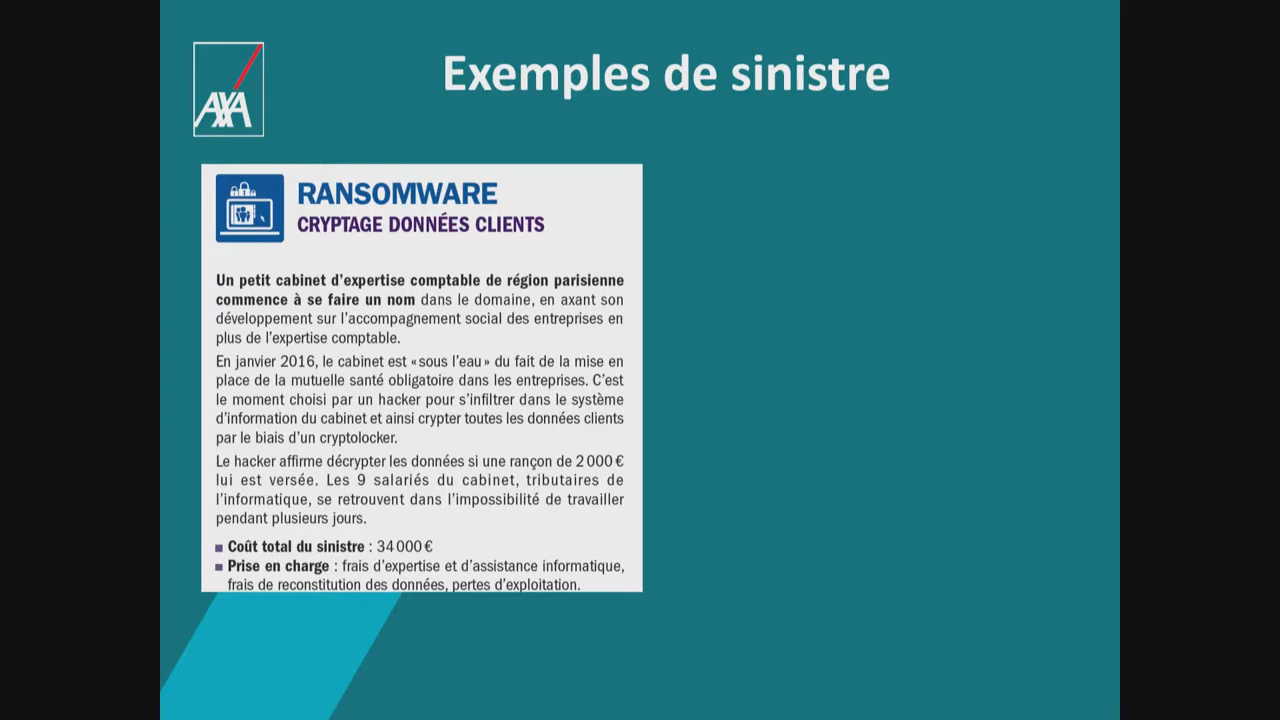 AXA
Exemples de sinistre
RANSOMWARE
CRYPTAGE DONNÉES CLIENTS
Un petit cabinet d'expertise comptable de région parisienne
commence à se faire un nom dans le domaine, en axant son
développement sur l'accompagnement social des entreprises en
plus de l'expertise comptable.
En janvier 2016, le cabinet est «sous l'eau» du fait de la mise en
place de la mutuelle santé obligatoire dans les entreprises. C'est
le moment choisi par un hacker pour s'infiltrer dans le système
d'information du cabinet et ainsi crypter toutes les données clients
par le biais d'un cryptolocker.
Le hacker affirme décrypter les données si une rançon de 2 000 €
lui est versée. Les 9 salariés du cabinet, tributaires de
l'informatique, se retrouvent dans l'impossibilité de travailler
pendant plusieurs jours.
■ Coût total du sinistre : 34 000 €
■ Prise en charge : frais d'expertise et d'assistance informatique,
frais de reconstitution des données, pertes d'exploitation.